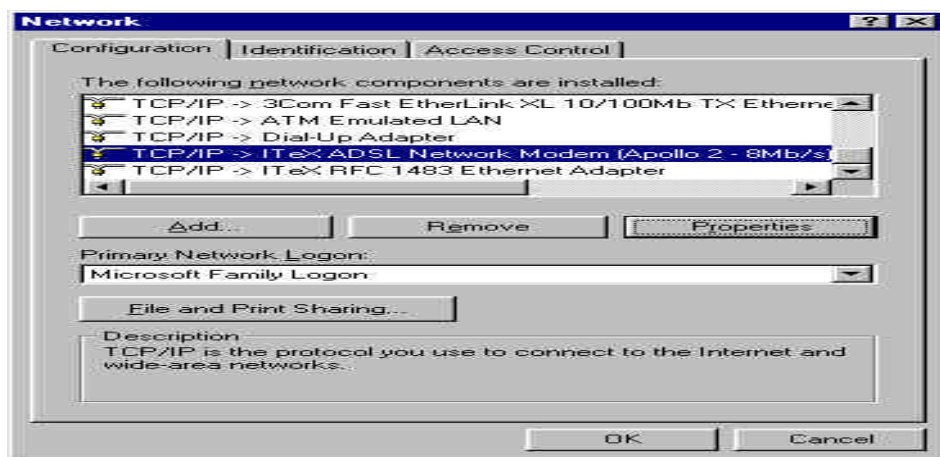 Network
Configuration Identification Access Control
The following network components are installed:
TCP/IP -> 3Com Fast EtherLink XL 10/100Mb TX Etherne
TCP/IP -> ATM Emulated LAN
TCP/IP -> Dial-Up Adapter
TCP/IP -> ITeX ADSL Network Modem (Apollo 2 - 8Mb/s)
TCP/IP -> ITeX RFC 1483 Ethernet Adapter
Add... Remove Properties
Primary Network Logon:
Microsoft Family Logon
File and Print Sharing...
Description
TCP/IP is the protocol you use to connect to the Internet and
wide-area networks.
OK Cancel